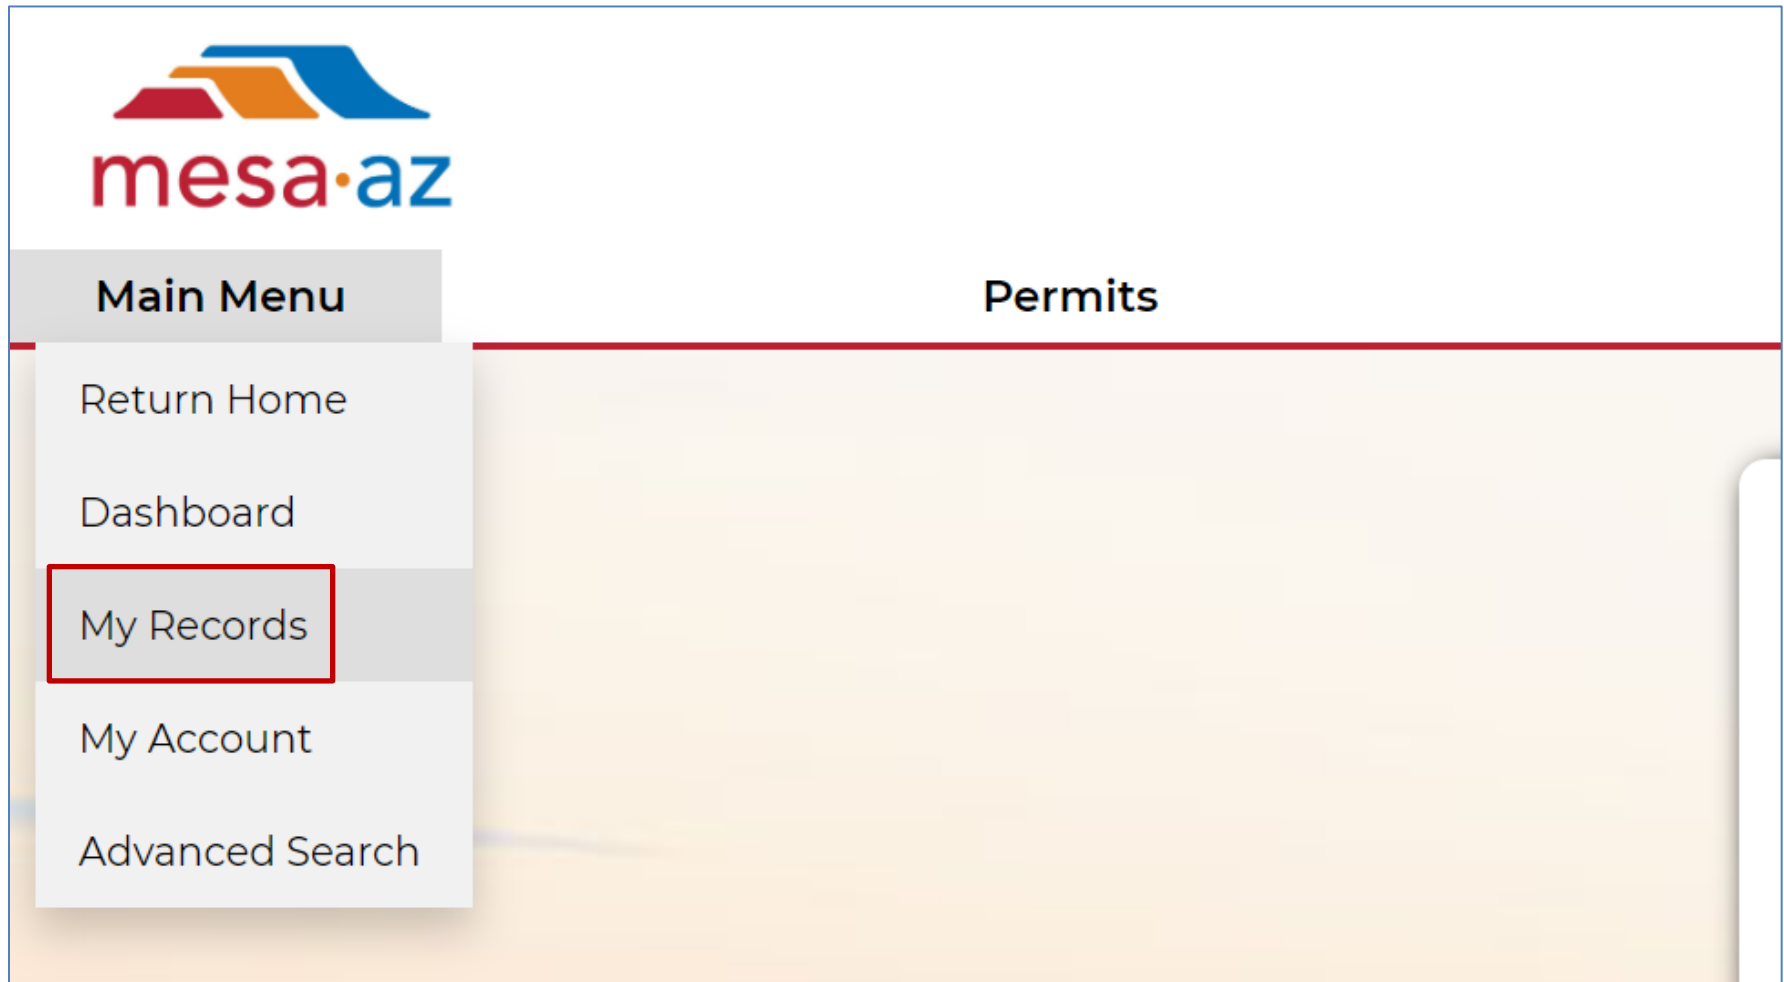 mesa·az
Main Menu
Permits
Return Home
Dashboard
My Records
My Account
Advanced Search